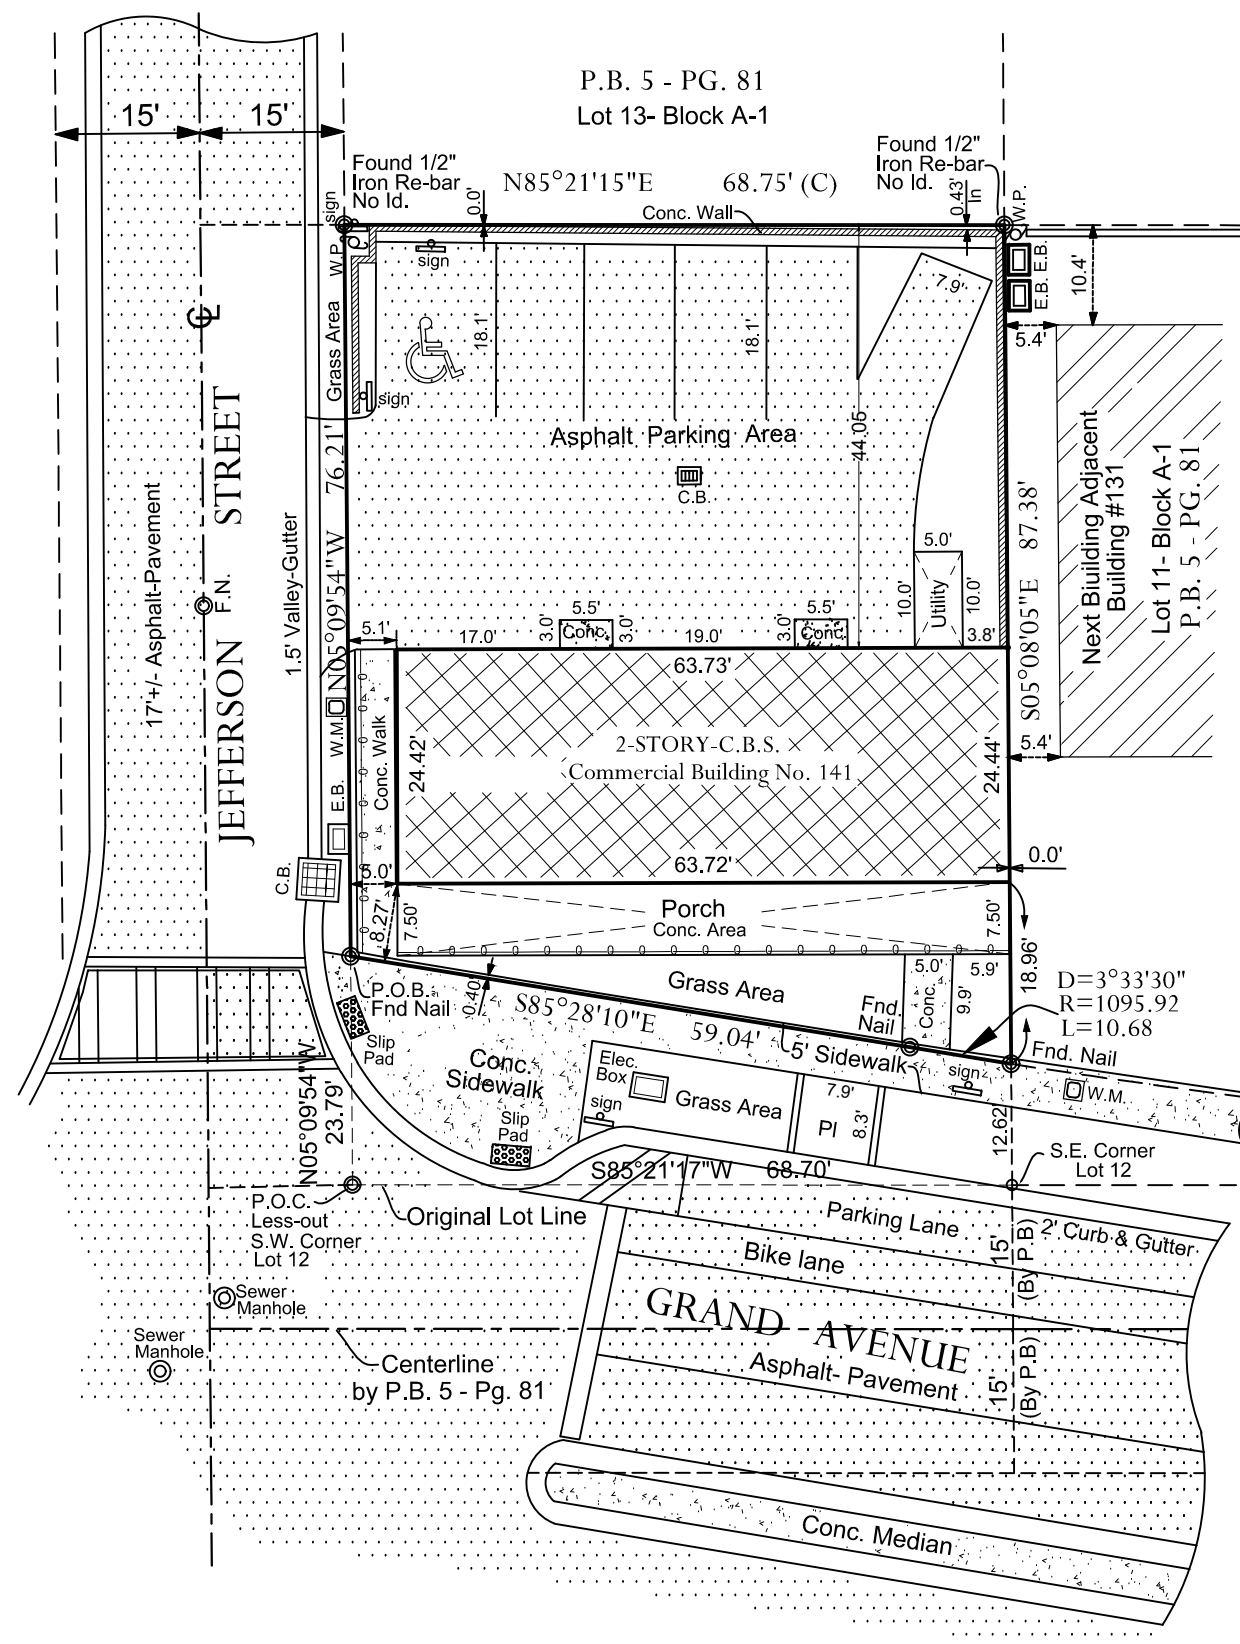 P.B. 5 - PG. 81
Lot 13- Block A-1
15'
15'
Found 1/2"
Iron Re-bar
No Id.
N85°21'15"E 68.75' (C)
Found 1/2"
Iron Re-bar
No Id.
sign
0.0'
Conc. Wall
0.43'
In
W.P.
W.P.
sign
E.B.
E.B.
10.4'
7.9'
5.4'
Grass Area
18.1'
18.1'
sign
℄
Asphalt Parking Area
44.05
C.B.
JEFFERSON STREET
17'+/- Asphalt-Pavement
F.N.
1.5' Valley-Gutter
N05°09'54"W 76.21'
S05°08'05"E 87.38'
Next Biuilding Adjacent
Building #131
Lot 11- Block A-1
P.B. 5 - PG. 81
5.0'
10.0'
Utility
10.0'
3.8'
5.1'
17.0'
3.0'
5.5'
Conc.
3.0'
19.0'
3.0'
5.5'
Conc.
63.73'
2-STORY-C.B.S.
Commercial Building No. 141
24.42'
24.44'
63.72'
5.4'
0.0'
W.M.
E.B.
Conc. Walk
C.B.
5.0'
8.27'
7.50'
Porch
Conc. Area
7.50'
18.96'
Grass Area
5.0'
5.9'
Conc.
9.9'
D=3°33'30"
R=1095.92
L=10.68
P.O.B.
Fnd Nail
0.40'
S85°28'10"E 59.04'
Fnd.
Nail
Fnd. Nail
5' Sidewalk
sign
W.M.
Slip
Pad
Conc.
Sidewalk
Elec.
Box
sign
Grass Area
7.9'
Pl
8.3'
12.62
Slip
Pad
N05°09'54"W
23.79'
S85°21'17"W 68.70'
S.E. Corner
Lot 12
P.O.C.
Less-out
S.W. Corner
Lot 12
Original Lot Line
Parking Lane
2' Curb & Gutter
Bike lane
15'
(By P.B)
Sewer
Manhole
Sewer
Manhole
GRAND AVENUE
Asphalt- Pavement
Centerline
by P.B. 5 - Pg. 81
15'
(By P.B)
Conc. Median